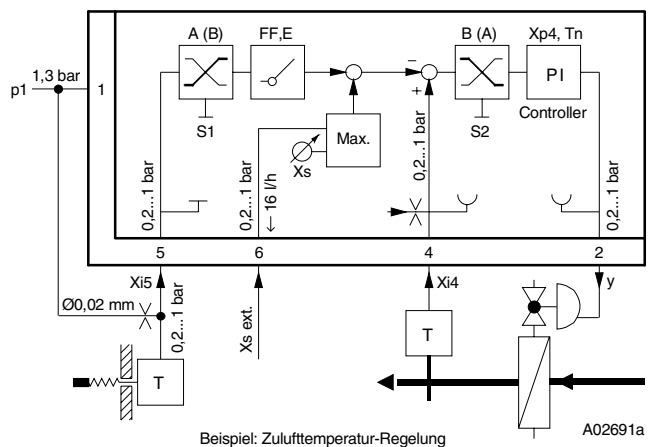 A (B)
FF,E
B (A)
Xp4, Tn
p1
1,3 bar
1
S1
Max.
Xs
−
+
S2
PI
Controller
0,2...1 bar
0,2...1 bar
← 16 l/h
0,2...1 bar
0,2...1 bar
5
6
4
2
Xi5
Xi4
y
Ø0,02 mm
0,2...1 bar
Xs ext.
T
T
A02691a
Beispiel: Zulufttemperatur-Regelung